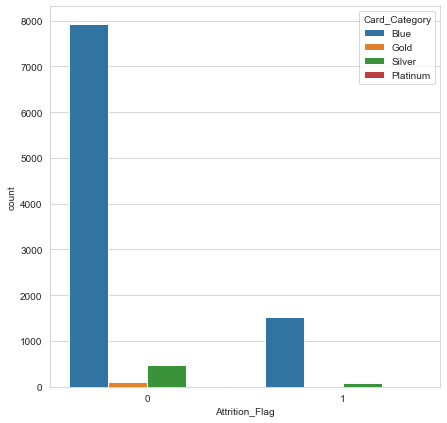 Card_Category
Blue
Gold
Silver
Platinum
8000
7000
6000
5000
4000
3000
2000
1000
0
count
0 1
Attrition_Flag